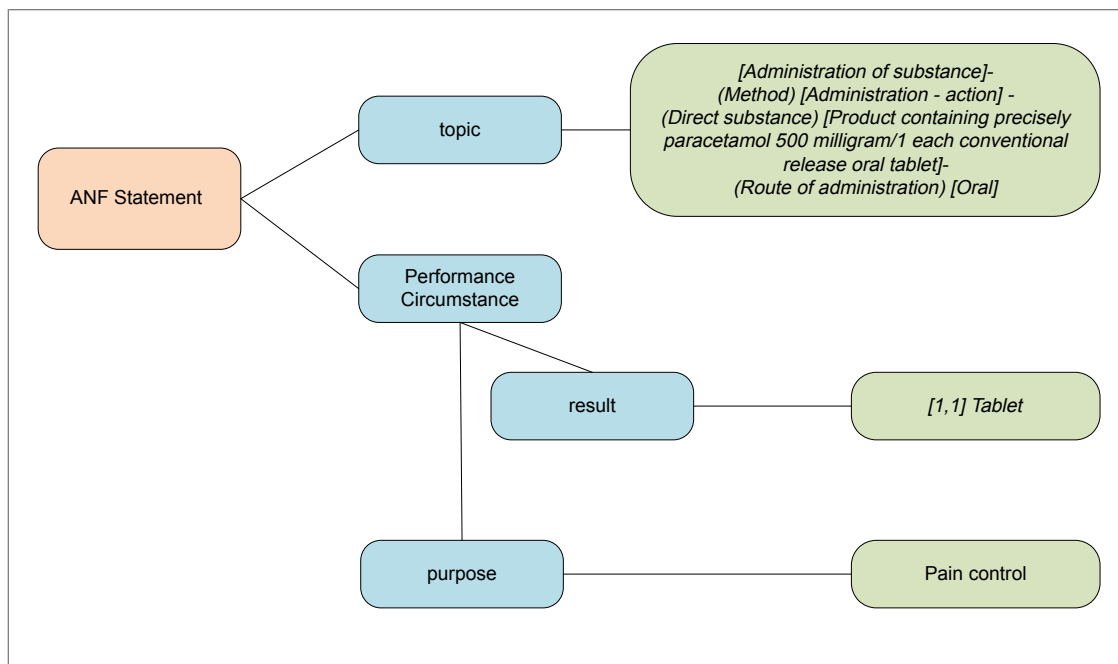 [Administration of substance]-
(Method) [Administration - action] -
(Direct substance) [Product containing precisely
paracetamol 500 milligram/1 each conventional
release oral tablet]-
(Route of administration) [Oral]
topic
ANF Statement
Performance
Circumstance
result
[1,1] Tablet
purpose
Pain control